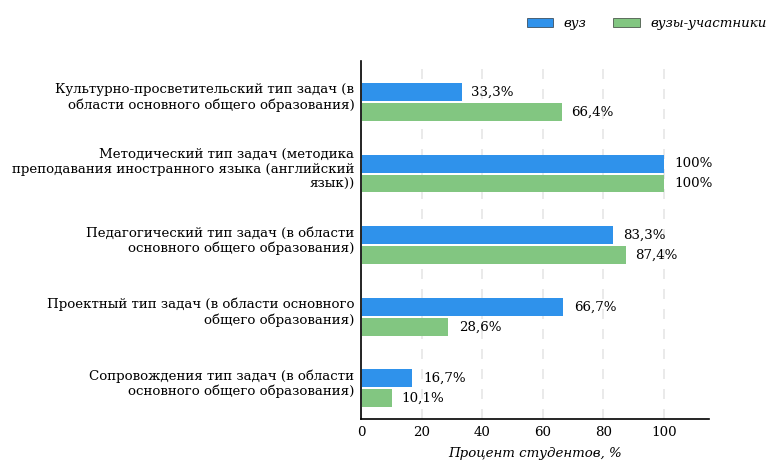 вуз вузы-участники
Культурно-просветительский тип задач (в
области основного общего образования)
33,3%
66,4%
Методический тип задач (методика
преподавания иностранного языка (английский
язык))
100%
100%
Педагогический тип задач (в области
основного общего образования)
83,3%
87,4%
Проектный тип задач (в области основного
общего образования)
66,7%
28,6%
Сопровождения тип задач (в области
основного общего образования)
16,7%
10,1%
0 20 40 60 80 100
Процент студентов, %